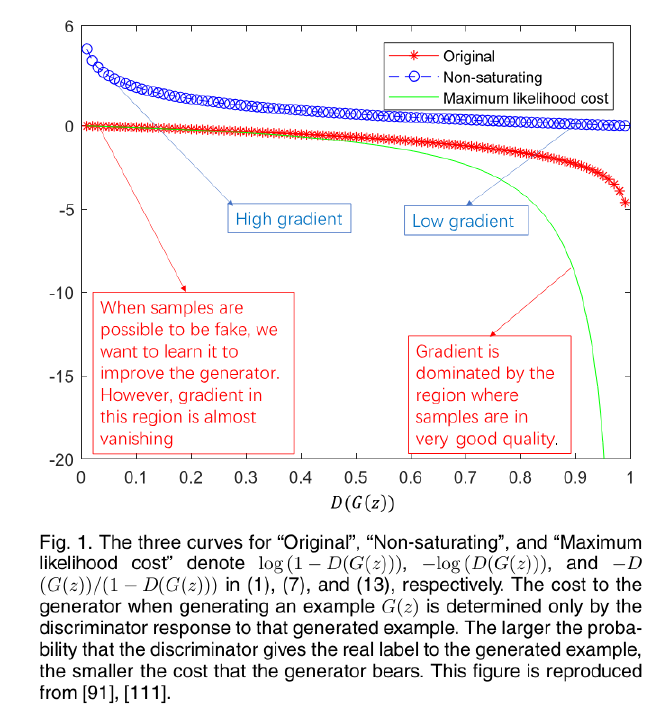 6
0
-5
-10
-15
-20
Original
Non-saturating
Maximum likelihood cost
High gradient
Low gradient
When samples are
possible to be fake, we
want to learn it to
improve the generator.
However, gradient in
this region is almost
vanishing
Gradient is
dominated by the
region where
samples are in
very good quality.
0 0.1 0.2 0.3 0.4 0.5 0.6 0.7 0.8 0.9 1
D(G(z))
Fig. 1. The three curves for “Original”, “Non-saturating”, and “Maximum
likelihood cost” denote log (1 − D(G(z))), −log (D(G(z))), and −D
(G(z))/(1 − D(G(z))) in (1), (7), and (13), respectively. The cost to the
generator when generating an example G(z) is determined only by the
discriminator response to that generated example. The larger the proba-
bility that the discriminator gives the real label to the generated example,
the smaller the cost that the generator bears. This figure is reproduced
from [91], [111].